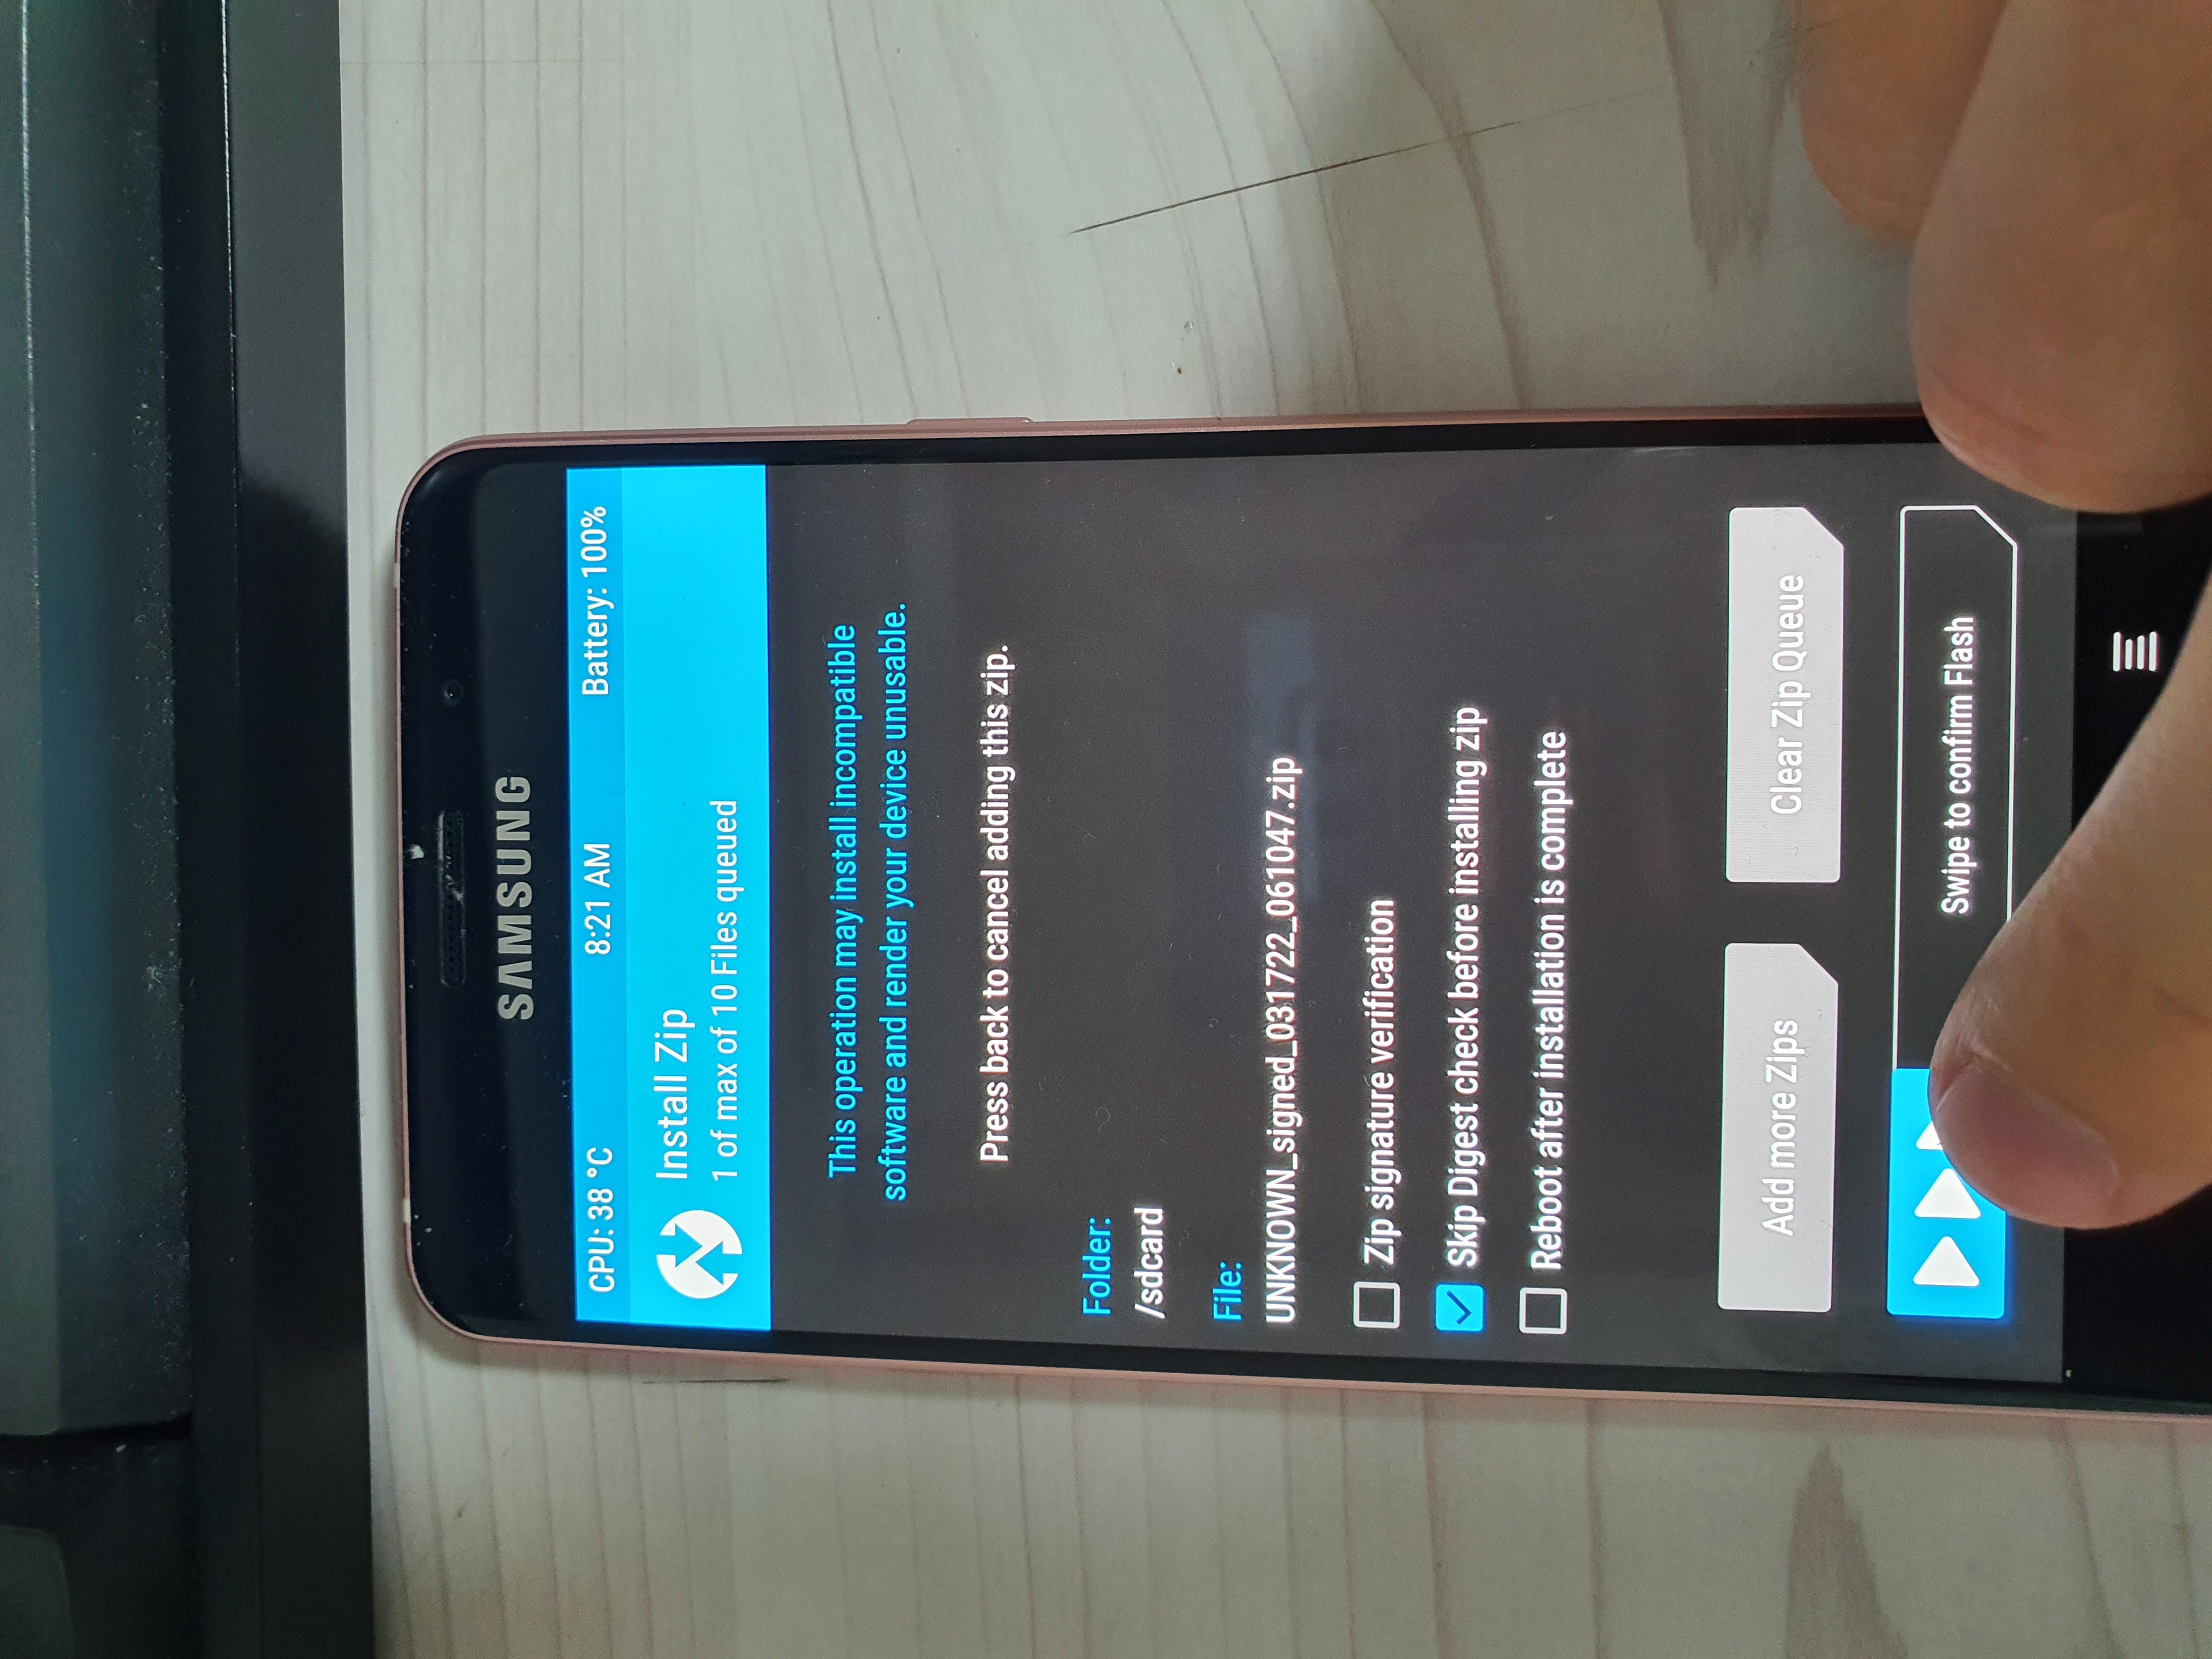 SAMSUNG
CPU: 38 °C 8:21 AM Battery: 100%
Install Zip
1 of max of 10 Files queued
This operation may install incompatible
software and render your device unusable.
Press back to cancel adding this zip.
Folder:
/sdcard
File:
UNKNOWN_signed_031722_061047.zip
Zip signature verification
Skip Digest check before installing zip
Reboot after installation is complete
Add more Zips Clear Zip Queue
Swipe to confirm Flash